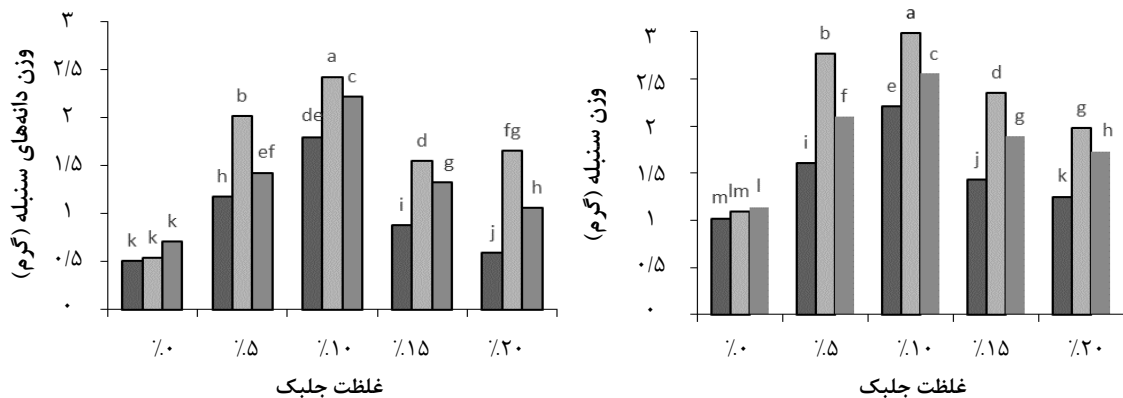 وزن دانه‌های سنبله (گرم)
۳
۲/۵
۲
۱/۵
۱
۰/۵
۰
k k k
h b ef
de a c
i d g
j fg h
٪۰ ٪۵ ٪۱۰ ٪۱۵ ٪۲۰
غلظت جلبک
وزن سنبله (گرم)
۳
۲/۵
۲
۱/۵
۱
۰/۵
۰
m lm l
i b f
e a c
j d g
k g h
٪۰ ٪۵ ٪۱۰ ٪۱۵ ٪۲۰
غلظت جلبک